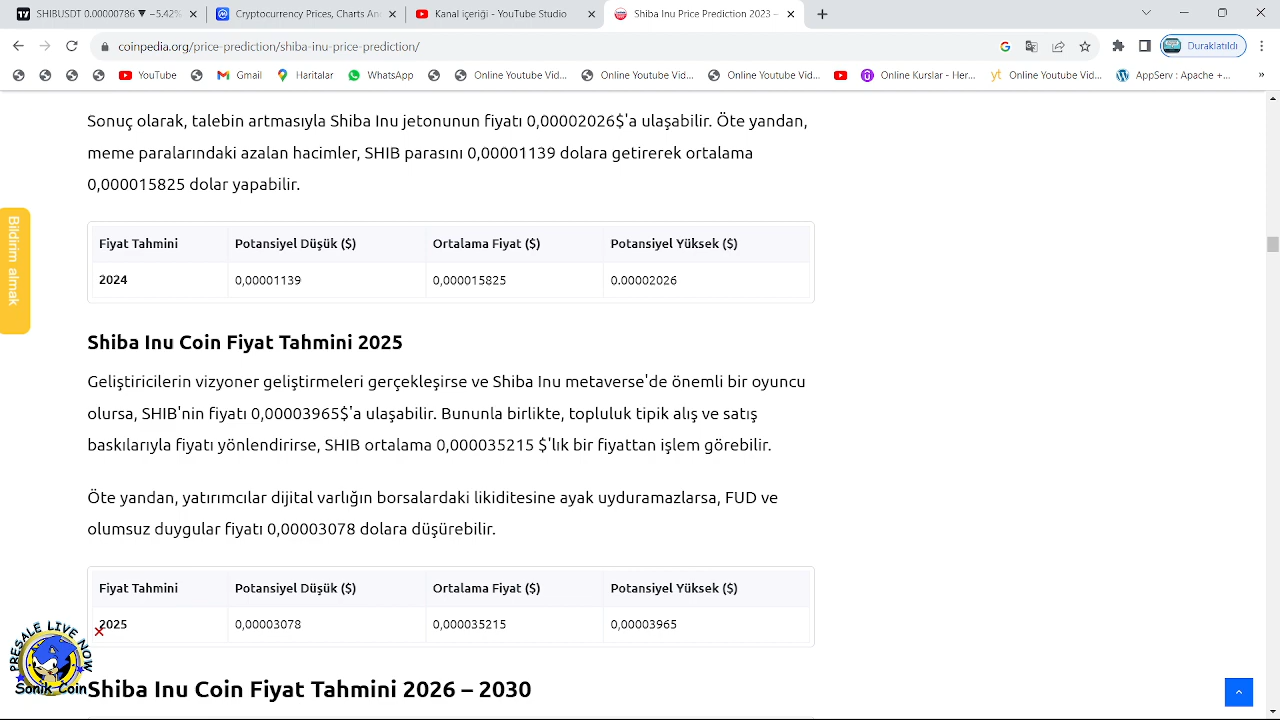 SHIBUSDT 0.00000786 ▼ −5.42%
Cryptocurrency Prices, Charts An
Kanal İçeriği - YouTube Studio
Shiba Inu Price Prediction 2023 –
coinpedia.org/price-prediction/shiba-inu-price-prediction/
Duraklatıldı
YouTube
Gmail
Haritalar
WhatsApp
Online Youtube Vid...
Online Youtube Vid...
Online Youtube Vid...
Online Kurslar - Her...
Online Youtube Vid...
AppServ : Apache +...
Sonuç olarak, talebin artmasıyla Shiba Inu jetonunun fiyatı 0,00002026$'a ulaşabilir. Öte yandan,
meme paralarındaki azalan hacimler, SHIB parasını 0,00001139 dolara getirerek ortalama
0,000015825 dolar yapabilir.
Bildirim almak
Fiyat Tahmini Potansiyel Düşük ($) Ortalama Fiyat ($) Potansiyel Yüksek ($)
2024 0,00001139 0,000015825 0.00002026
Shiba Inu Coin Fiyat Tahmini 2025
Geliştiricilerin vizyoner geliştirmeleri gerçekleşirse ve Shiba Inu metaverse'de önemli bir oyuncu
olursa, SHIB'nin fiyatı 0,00003965$'a ulaşabilir. Bununla birlikte, topluluk tipik alış ve satış
baskılarıyla fiyatı yönlendirirse, SHIB ortalama 0,000035215 $'lık bir fiyattan işlem görebilir.
Öte yandan, yatırımcılar dijital varlığın borsalardaki likiditesine ayak uyduramazlarsa, FUD ve
olumsuz duygular fiyatı 0,00003078 dolara düşürebilir.
Fiyat Tahmini Potansiyel Düşük ($) Ortalama Fiyat ($) Potansiyel Yüksek ($)
2025 0,00003078 0,000035215 0,00003965
PRESALE LIVE NOW
Sonik Coin
Shiba Inu Coin Fiyat Tahmini 2026 – 2030